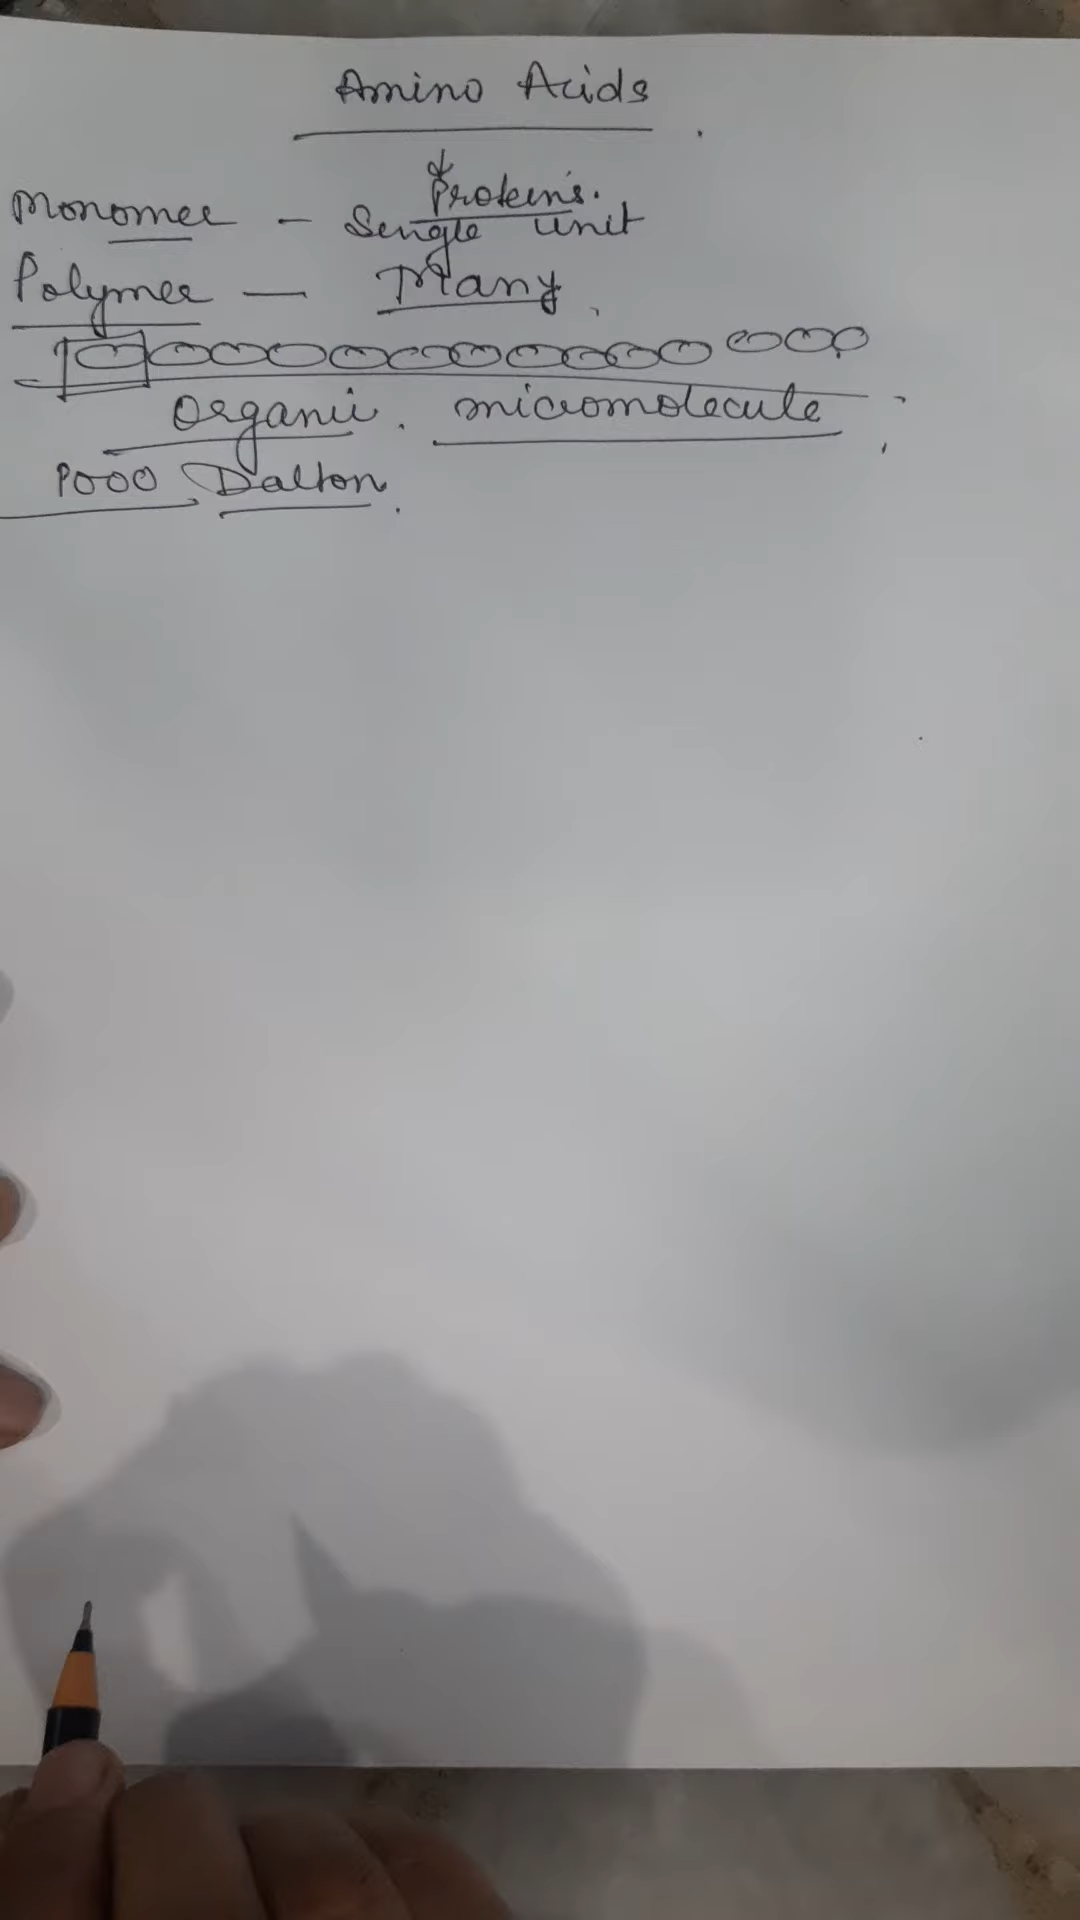 Amino Acids
Proteins.
Monomer - Single unit
Polymer - Many
Organic. micromolecule
1000 Dalton.